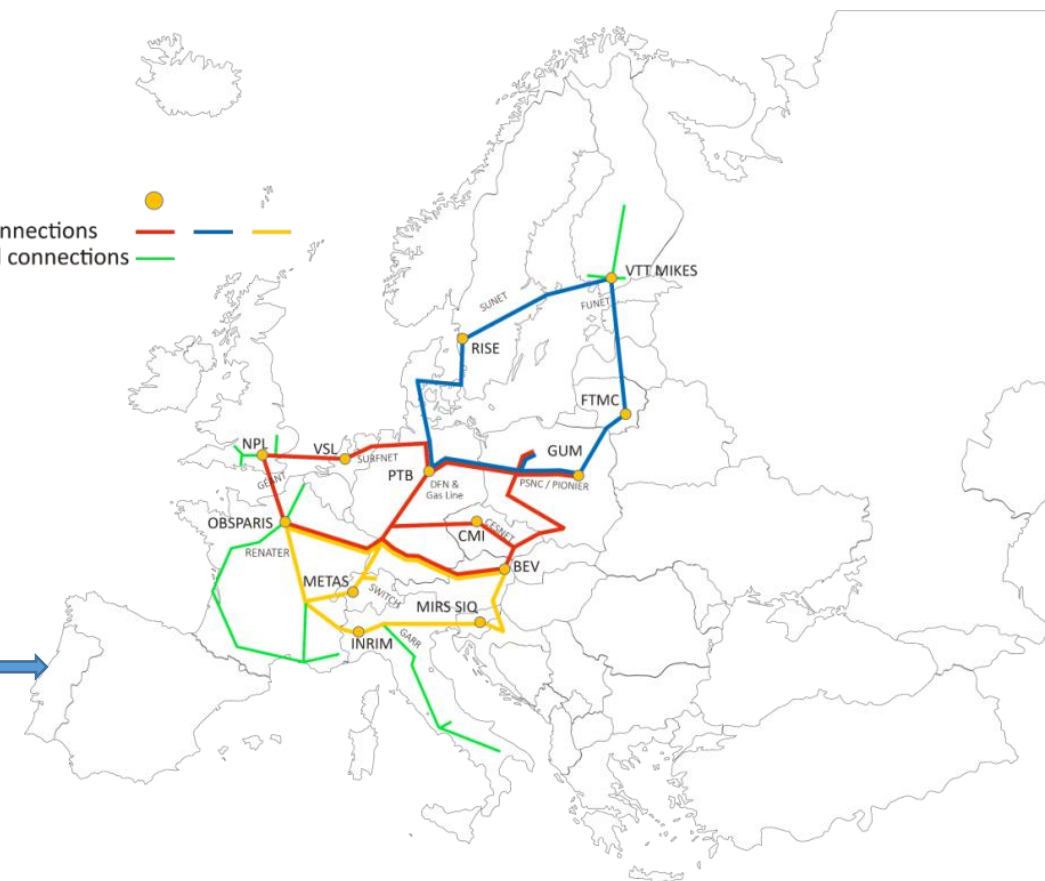 nnections
l connections
VTT MIKES
SUNET
FUNET
RISE
FTMC
NPL
VSL
SURFNET
GUM
PTB
GEANT
DFN &
Gas Line
PSNC / PIONIER
OBSPARIS
CESNET
CMI
RENATER
BEV
METAS
SWITCH
MIRS SIQ
GARR
INRIM